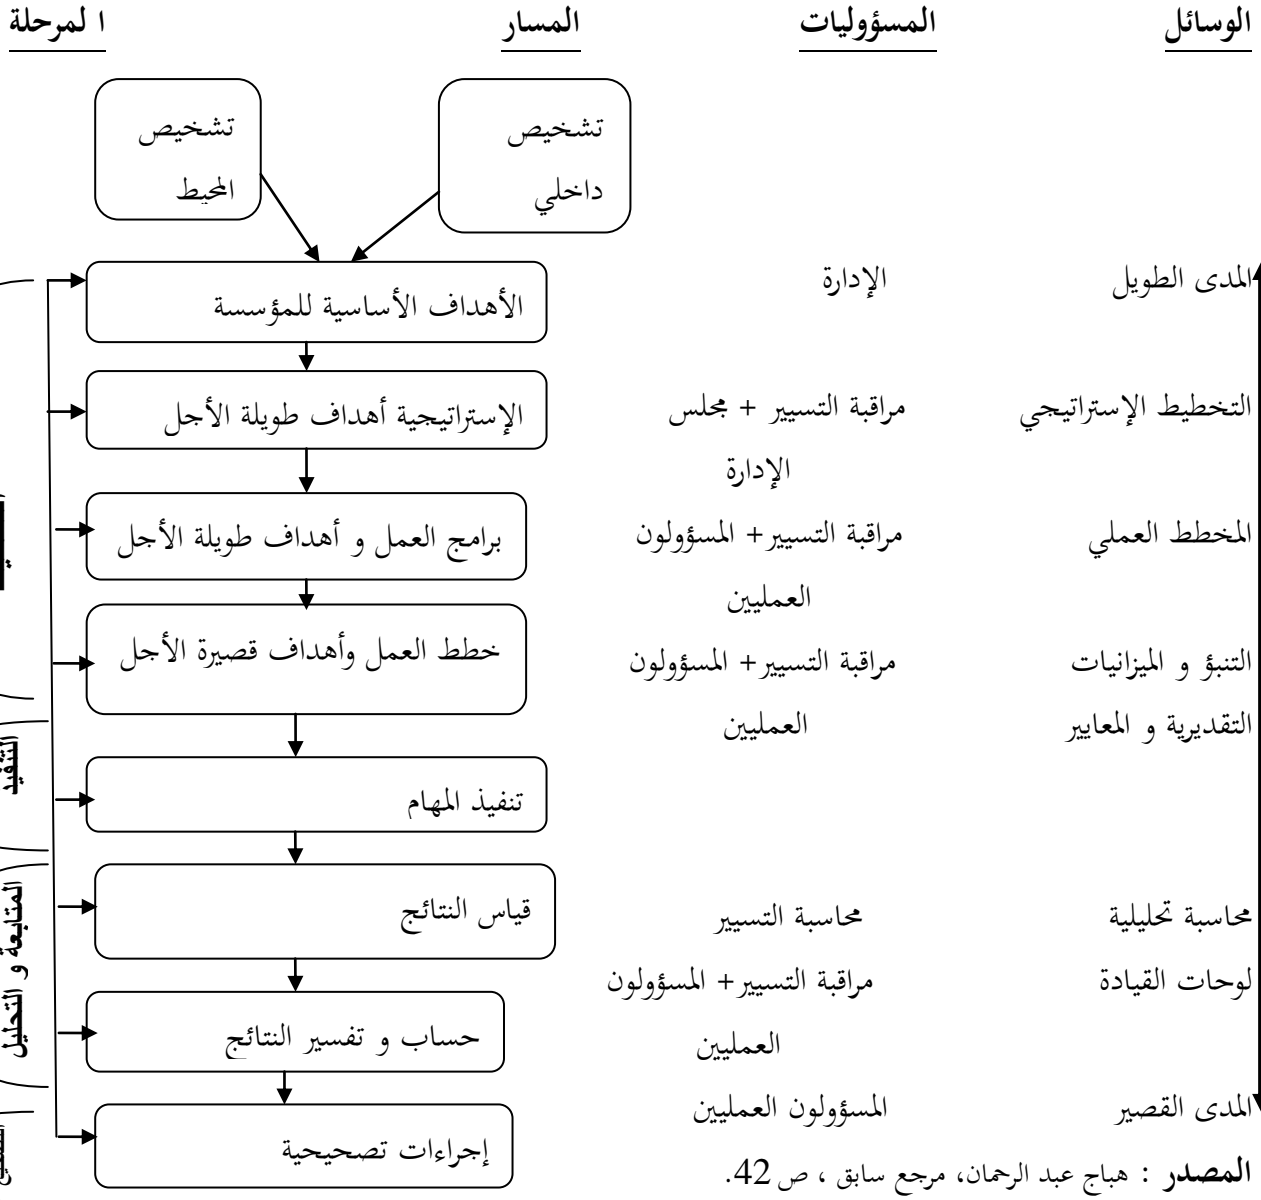 الوسائل
المسؤوليات
المسار
ا لمرحلة
تشخيص
داخلي
تشخيص
المحيط
المدى الطويل
الإدارة
الأهداف الأساسية للمؤسسة
التخطيط الإستراتيجي
مراقبة التسيير + مجلس
الإدارة
الإستراتيجية أهداف طويلة الأجل
المخطط العملي
مراقبة التسيير+ المسؤولون
العمليين
برامج العمل و أهداف طويلة الأجل
التنبؤ و الميزانيات
التقديرية و المعايير
مراقبة التسيير+ المسؤولون
العمليين
خطط العمل وأهداف قصيرة الأجل
التنفيذ
تنفيذ المهام
محاسبة تحليلية
محاسبة التسيير
قياس النتائج
المتابعة و التحليل
لوحات القيادة
مراقبة التسيير+ المسؤولون
العمليين
حساب و تفسير النتائج
المدى القصير
المسؤولون العمليين
إجراءات تصحيحية
المصدر : هباج عبد الرحمان، مرجع سابق ، ص 42.